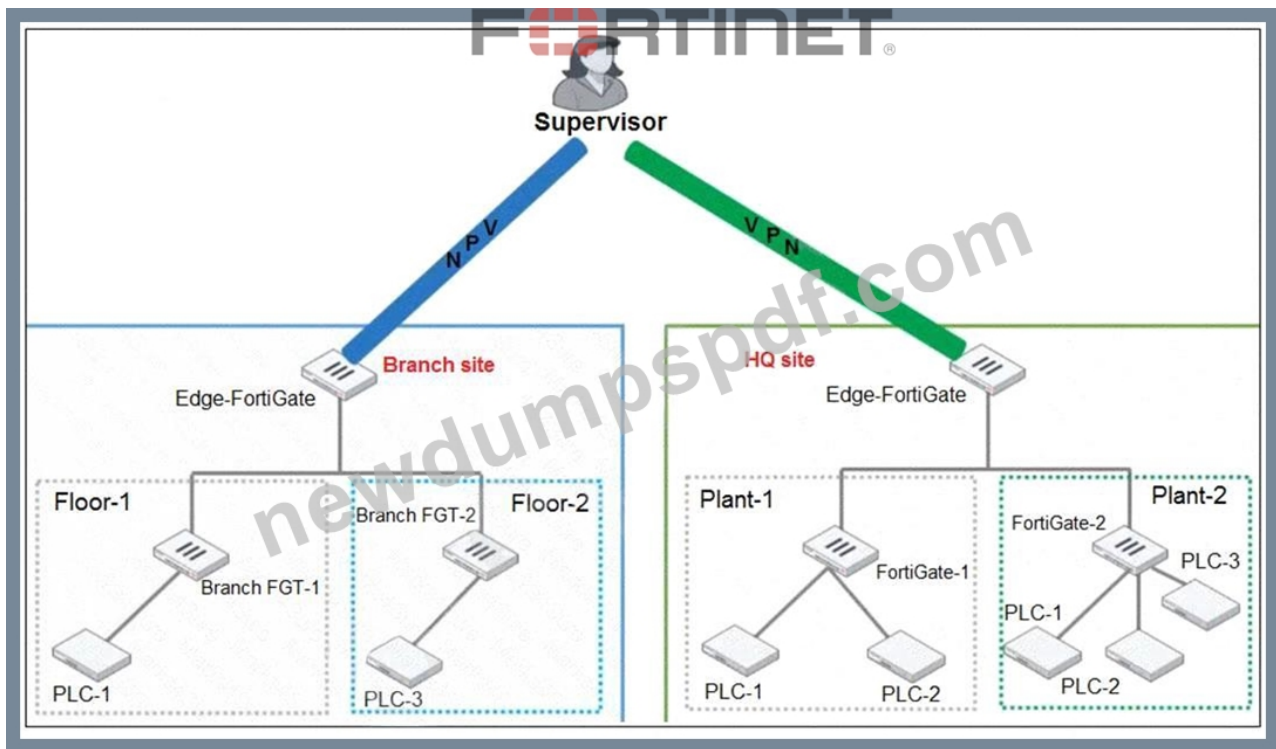 FORTINET®
Supervisor
VPN
VPN
Branch site
HQ site
Edge-FortiGate
Edge-FortiGate
Floor-1
Floor-2
Plant-1
Plant-2
Branch FGT-2
FortiGate-2
Branch FGT-1
FortiGate-1
PLC-3
PLC-1
PLC-1
PLC-3
PLC-1
PLC-2
PLC-2
newdumpspdf.com